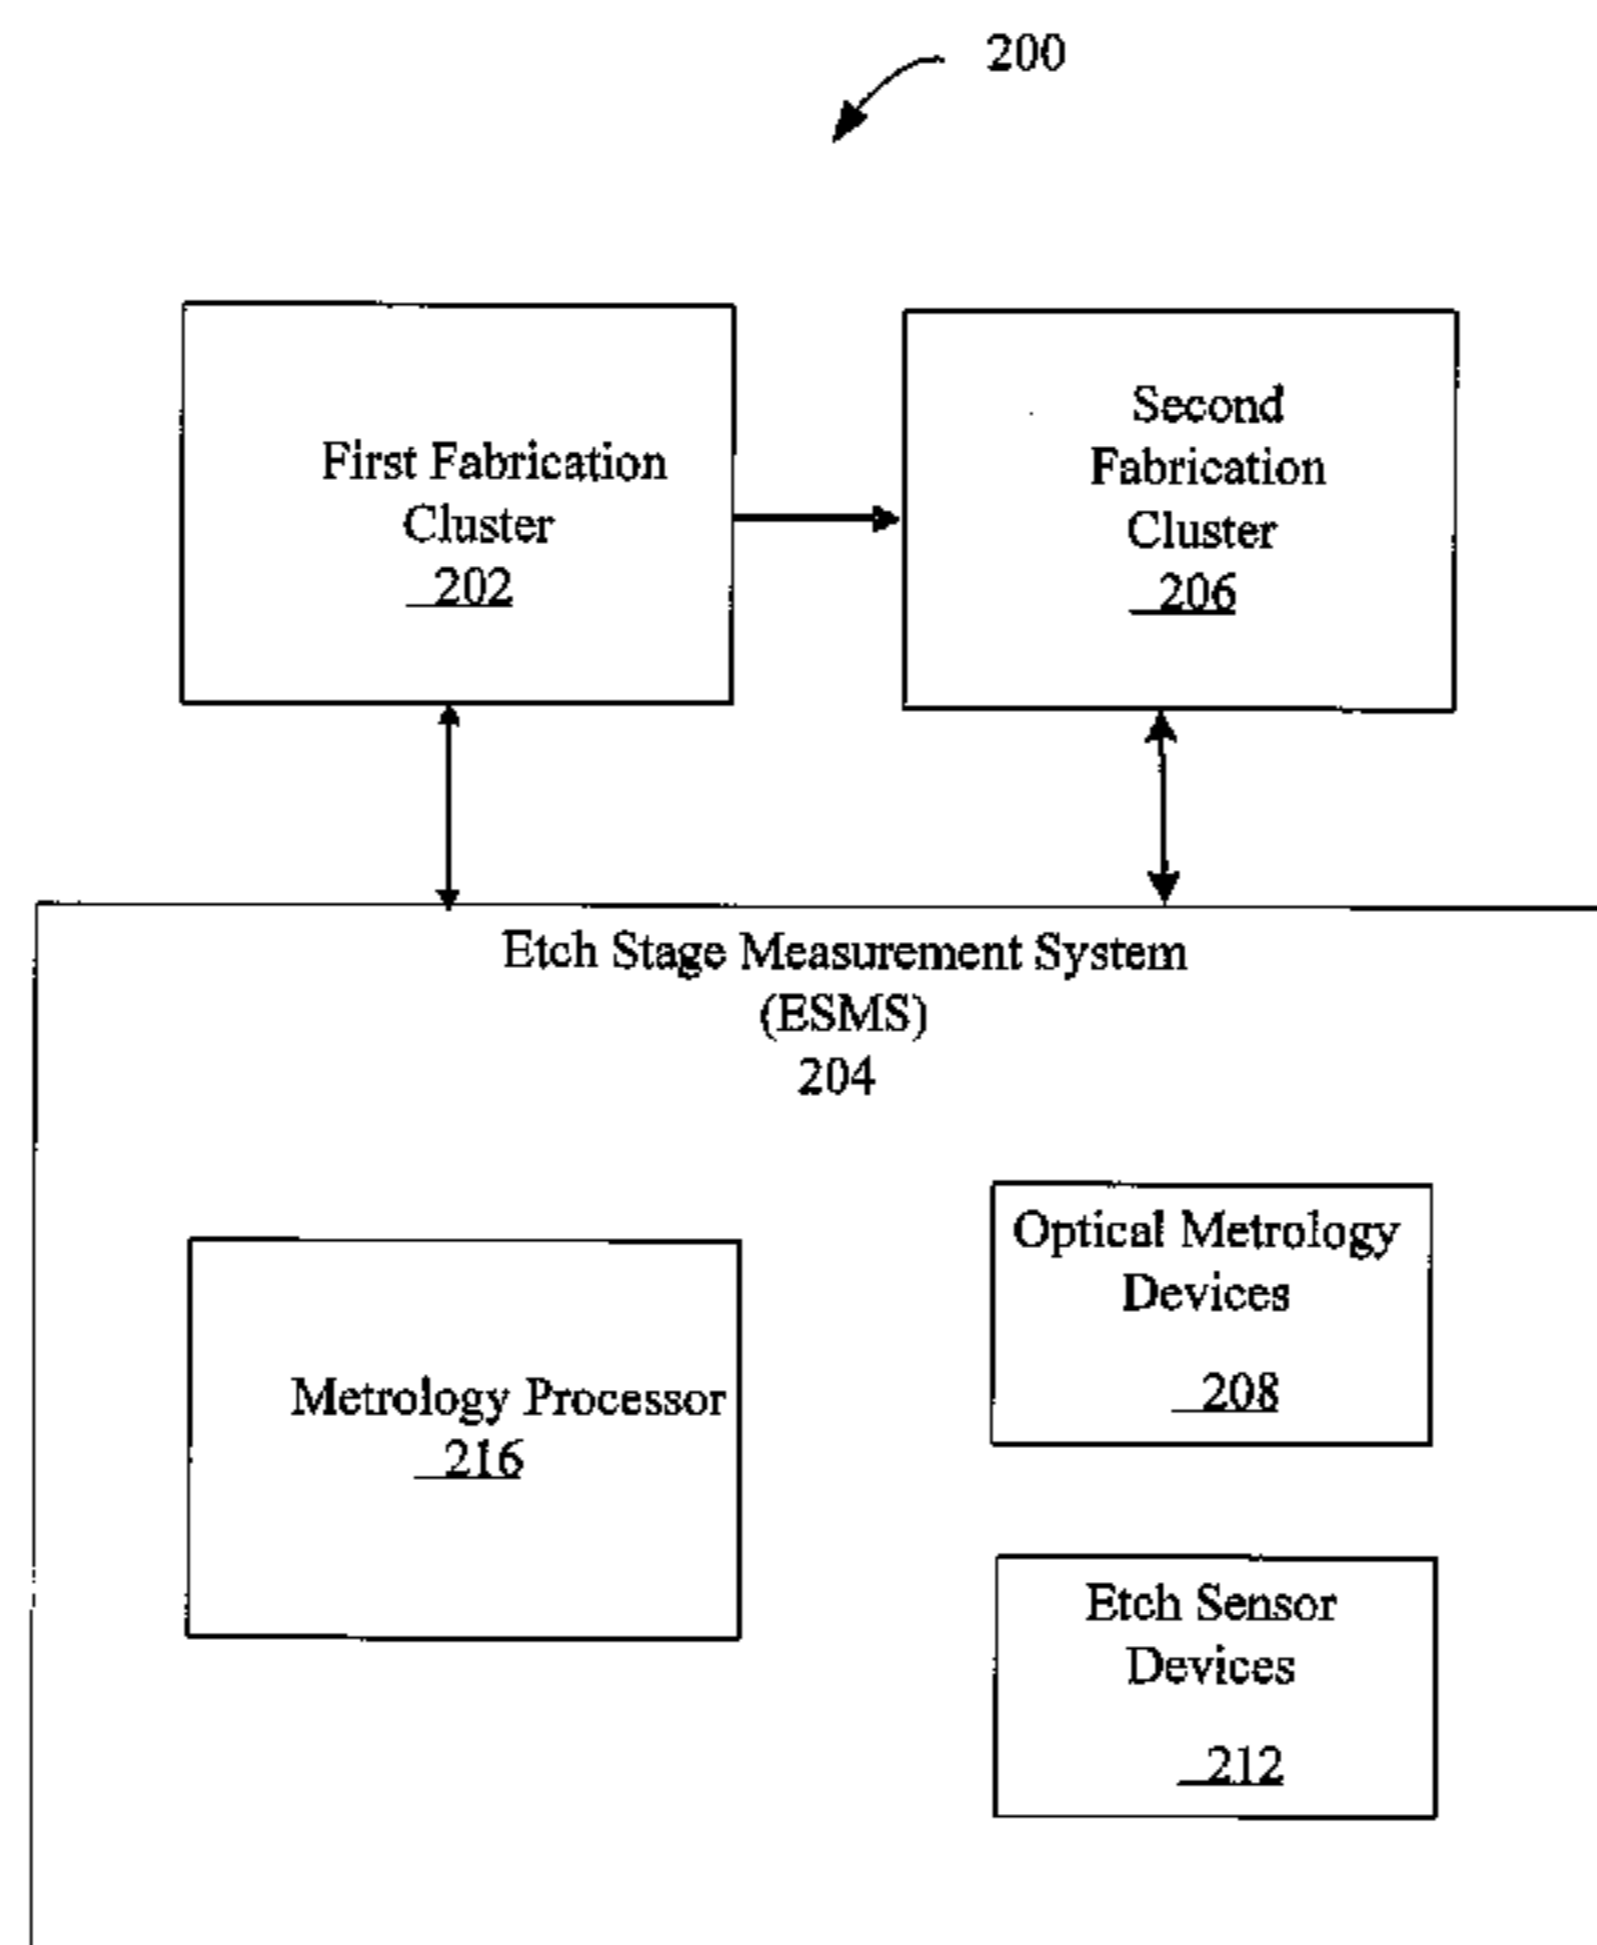 200
First Fabrication
Cluster
202
Second
Fabrication
Cluster
206
Etch Stage Measurement System
(ESMS)
204
Metrology Processor
216
Optical Metrology
Devices
208
Etch Sensor
Devices
212